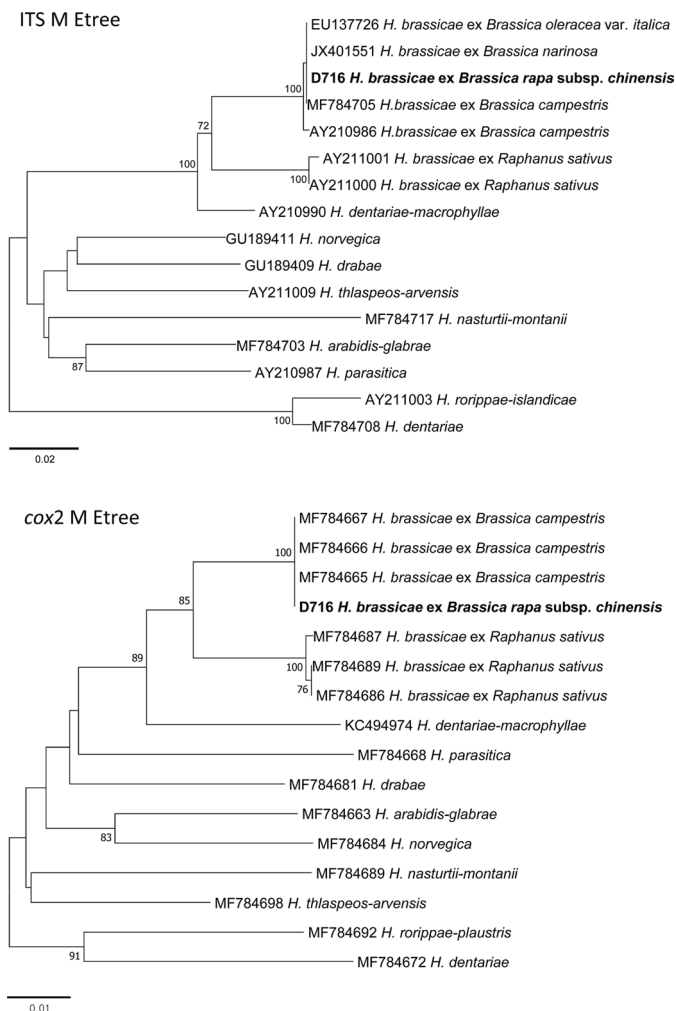 ITS M Etree
EU137726 H. brassicae ex Brassica oleracea var. italica
JX401551 H. brassicae ex Brassica narinosa
D716 H. brassicae ex Brassica rapa subsp. chinensis
100
MF784705 H.brassicae ex Brassica campestris
72
AY210986 H.brassicae ex Brassica campestris
100
AY211001 H. brassicae ex Raphanus sativus
100
AY211000 H. brassicae ex Raphanus sativus
AY210990 H. dentariae-macrophyllae
GU189411 H. norvegica
GU189409 H. drabae
AY211009 H. thlaspeos-arvensis
MF784717 H. nasturtii-montanii
MF784703 H. arabidis-glabrae
87
AY210987 H. parasitica
AY211003 H. rorippae-islandicae
100
MF784708 H. dentariae
0.02
cox2 M Etree
MF784667 H. brassicae ex Brassica campestris
100
MF784666 H. brassicae ex Brassica campestris
MF784665 H. brassicae ex Brassica campestris
85
D716 H. brassicae ex Brassica rapa subsp. chinensis
MF784687 H. brassicae ex Raphanus sativus
89
100
MF784689 H. brassicae ex Raphanus sativus
76
MF784686 H. brassicae ex Raphanus sativus
KC494974 H. dentariae-macrophyllae
MF784668 H. parasitica
MF784681 H. drabae
MF784663 H. arabidis-glabrae
83
MF784684 H. norvegica
MF784689 H. nasturtii-montanii
MF784698 H. thlaspeos-arvensis
MF784692 H. rorippae-plaustris
91
MF784672 H. dentariae
0.01